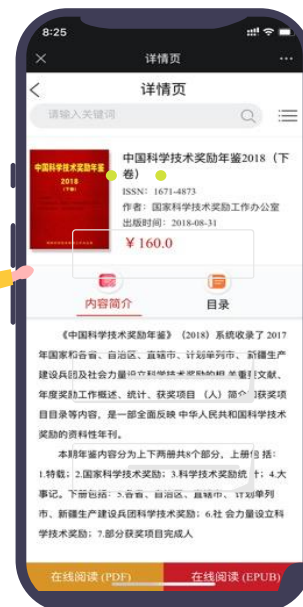 8:25
详情页
详情页
请输入关键词
中国科学技术奖励年鉴
2018
(下卷)
中国科学技术奖励年鉴2018（下
卷）
ISSN: 1671-4873
作者: 国家科学技术奖励工作办公室
出版时间: 2018-08-31
¥ 160.0
内容简介
目录
《中国科学技术奖励年鉴》（2018）系统收录了 2017
年国家和各省、自治区、直辖市、计划单列市、 新疆生产
建设兵团及社会力量设立科学技术奖励的相 关重要文献、
年度奖励工作概述、统计、获奖项目 （人）简介和获奖项
目目录等内容，是一部全面反映 中华人民共和国科学技术
奖励的资料性年刊。
本期年鉴内容分为上下两册共8个部分，上册包 括：
1.特载；2.国家科学技术奖励；3.科学技术奖励统 计；4.大
事记。下册包括：5.各省、自治区、直辖市、 计划单列
市、新疆生产建设兵团科学技术奖励；6.社 会力量设立科
学技术奖励；7.部分获奖项目完成人
在线阅读 (PDF)
在线阅读 (EPUB)